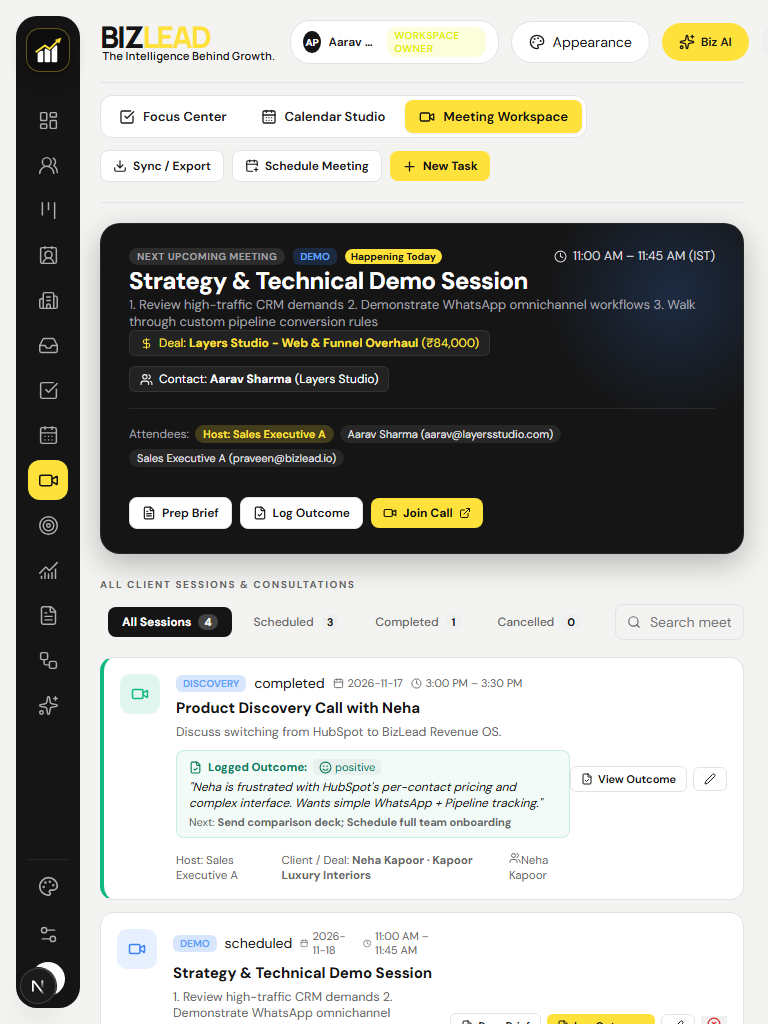 BIZLEAD
The Intelligence Behind Growth.
AP Aarav ... WORKSPACE OWNER
Appearance
Biz AI
Focus Center Calendar Studio Meeting Workspace
Sync / Export Schedule Meeting New Task
NEXT UPCOMING MEETING DEMO Happening Today 11:00 AM – 11:45 AM (IST)
Strategy & Technical Demo Session
1. Review high-traffic CRM demands 2. Demonstrate WhatsApp omnichannel workflows 3. Walk
through custom pipeline conversion rules
$ Deal: Layers Studio - Web & Funnel Overhaul (₹84,000)
Contact: Aarav Sharma (Layers Studio)
Attendees: Host: Sales Executive A Aarav Sharma (aarav@layersstudio.com)
Sales Executive A (praveen@bizlead.io)
Prep Brief Log Outcome Join Call
ALL CLIENT SESSIONS & CONSULTATIONS
All Sessions 4 Scheduled 3 Completed 1 Cancelled 0 Search meet
DISCOVERY completed 2026-11-17 3:00 PM – 3:30 PM
Product Discovery Call with Neha
Discuss switching from HubSpot to BizLead Revenue OS.
Logged Outcome: positive
"Neha is frustrated with HubSpot's per-contact pricing and
complex interface. Wants simple WhatsApp + Pipeline tracking."
Next: Send comparison deck; Schedule full team onboarding
View Outcome
Host: Sales Executive A
Client / Deal: Neha Kapoor · Kapoor Luxury Interiors
Neha Kapoor
DEMO scheduled 2026-11-18 11:00 AM – 11:45 AM
Strategy & Technical Demo Session
1. Review high-traffic CRM demands 2.
Demonstrate WhatsApp omnichannel
N